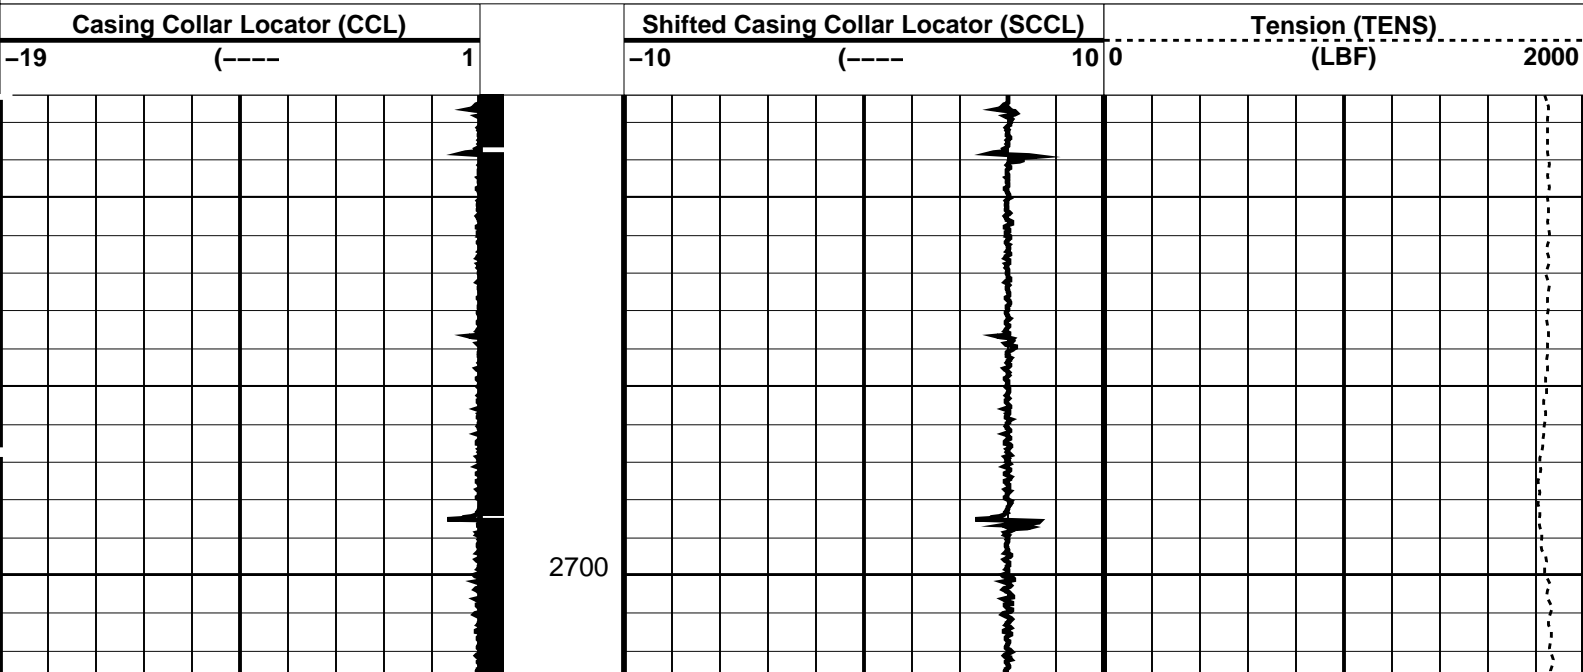 Casing Collar Locator (CCL)
–19 (–––– 1
Shifted Casing Collar Locator (SCCL)
–10 (–––– 10
Tension (TENS)
0 (LBF) 2000
2700